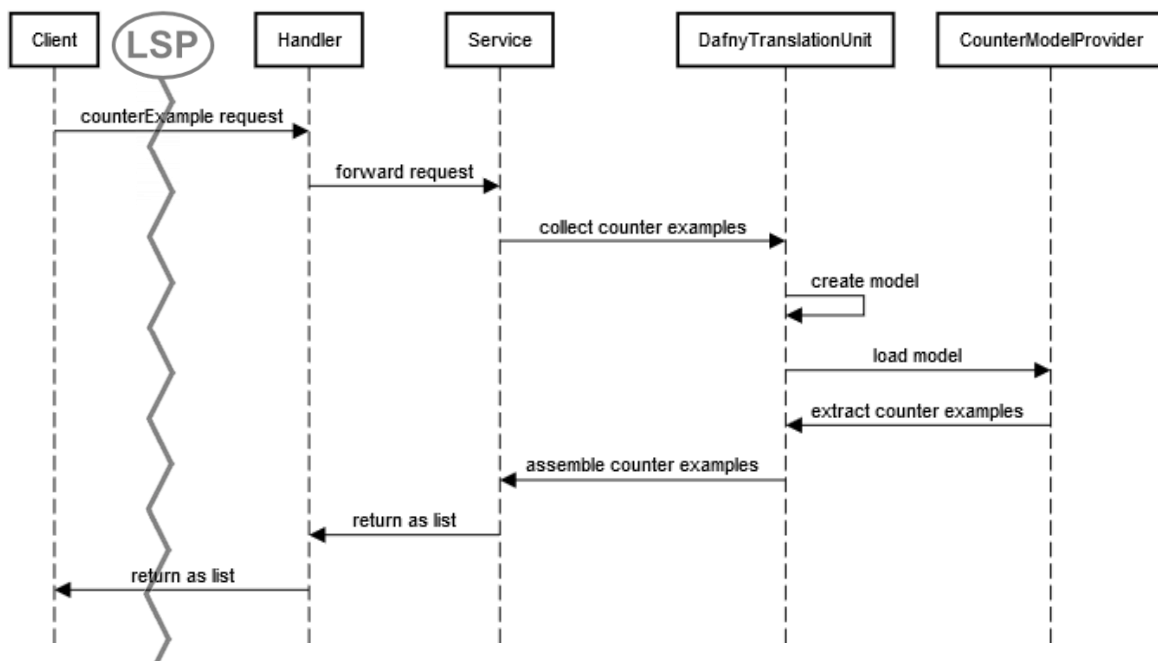 Client
LSP
Handler
Service
DafnyTranslationUnit
CounterModelProvider
counterExample request
forward request
collect counter examples
create model
load model
extract counter examples
assemble counter examples
return as list
return as list